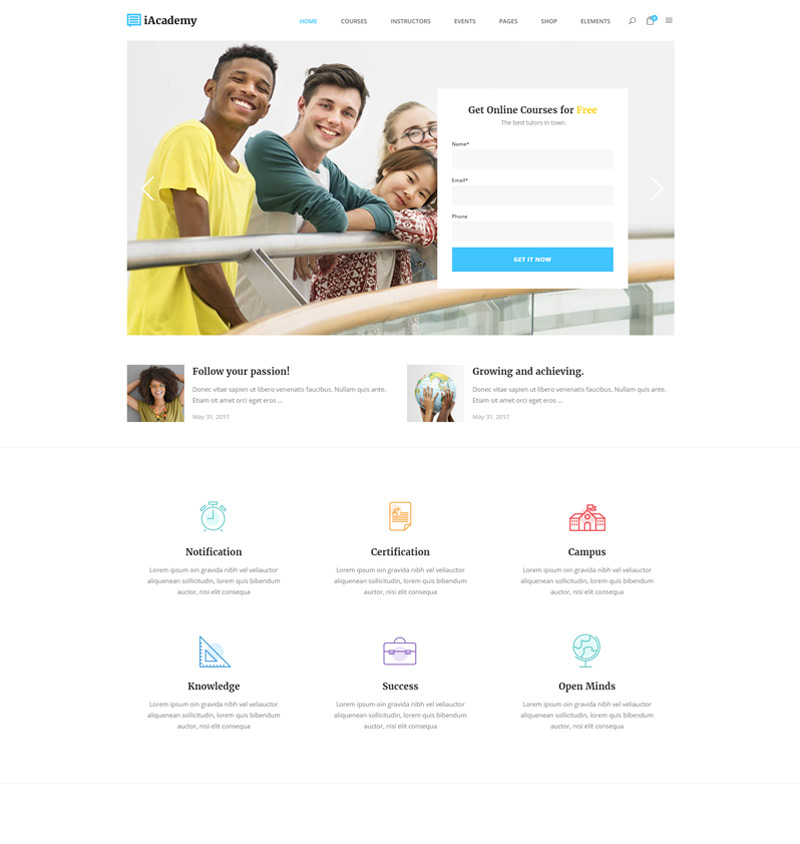 iAcademy
HOME COURSES INSTRUCTORS EVENTS PAGES SHOP ELEMENTS
Get Online Courses for Free
The best tutors in town.
Name*
Email*
Phone
GET IT NOW
Follow your passion!
Donec vitae sapien ut libero venenatis faucibus. Nullam quis ante.
Etiam sit amet orci eget eros ...
May 31, 2017
Growing and achieving.
Donec vitae sapien ut libero venenatis faucibus. Nullam quis ante.
Etiam sit amet orci eget eros ...
May 31, 2017
Notification
Lorem ipsum oin gravida nibh vel veliauctor
aliquenean sollicitudin, lorem quis bibendum
auctor, nisi elit consequa
Certification
Lorem ipsum oin gravida nibh vel veliauctor
aliquenean sollicitudin, lorem quis bibendum
auctor, nisi elit consequa
Campus
Lorem ipsum oin gravida nibh vel veliauctor
aliquenean sollicitudin, lorem quis bibendum
auctor, nisi elit consequa
Knowledge
Lorem ipsum oin gravida nibh vel veliauctor
aliquenean sollicitudin, lorem quis bibendum
auctor, nisi elit consequa
Success
Lorem ipsum oin gravida nibh vel veliauctor
aliquenean sollicitudin, lorem quis bibendum
auctor, nisi elit consequa
Open Minds
Lorem ipsum oin gravida nibh vel veliauctor
aliquenean sollicitudin, lorem quis bibendum
auctor, nisi elit consequa